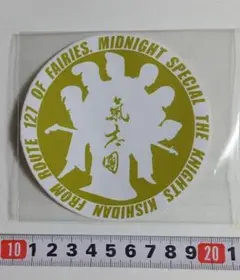 MIDNIGHT SPECIAL THE KNIGHTS KISHIDAN FROM ROUTE 127 OF FAIRIES.
氣志團
10 1 2 3 4 5 6 7 8 9 20 1